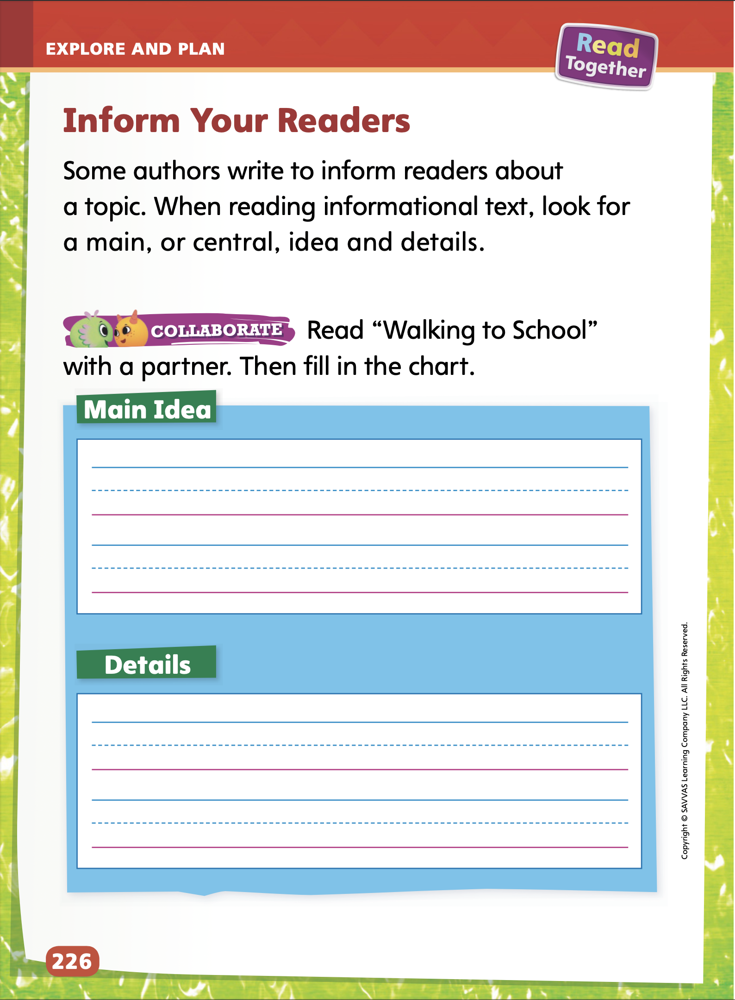 EXPLORE AND PLAN
Read
Together
Inform Your Readers
Some authors write to inform readers about
a topic. When reading informational text, look for
a main, or central, idea and details.
COLLABORATE Read “Walking to School”
with a partner. Then fill in the chart.
Main Idea
Details
Copyright © SAVVAS Learning Company LLC. All Rights Reserved.
226